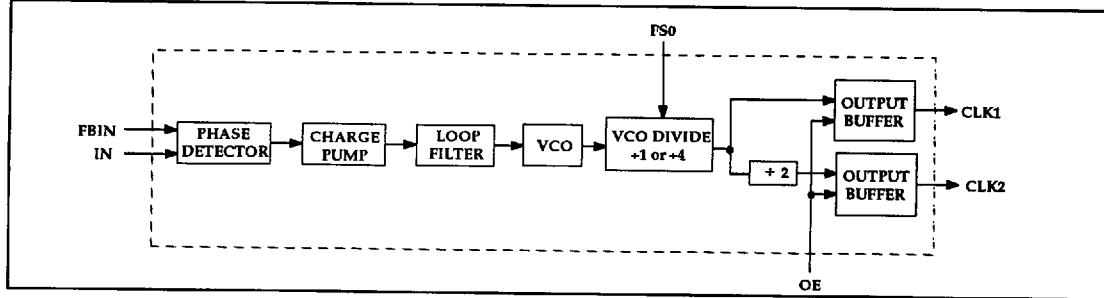 FS0
FBIN
IN
PHASE
DETECTOR
CHARGE
PUMP
LOOP
FILTER
VCO
VCO DIVIDE
÷1 or ÷4
÷ 2
OUTPUT
BUFFER
CLK1
OUTPUT
BUFFER
CLK2
OE